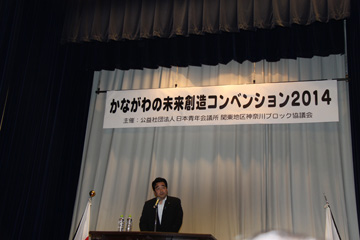 かながわの未来創造コンベンション2014
主催：公益社団法人日本青年会議所 関東地区神奈川ブロック協議会